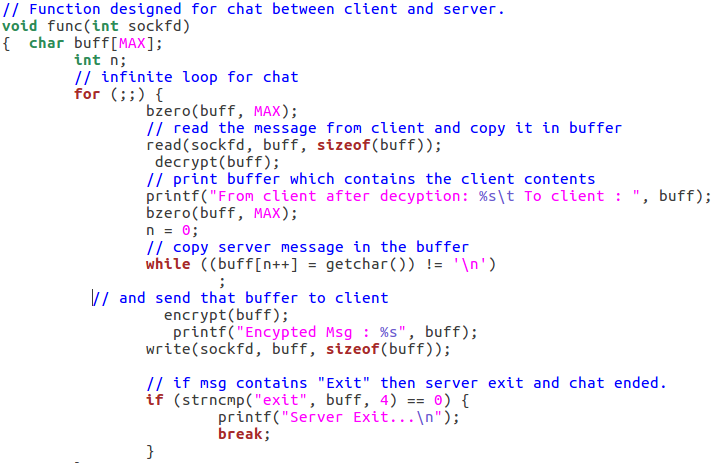 // Function designed for chat between client and server.
void func(int sockfd)
{  char buff[MAX];
        int n;
        // infinite loop for chat
        for (;;) {
                bzero(buff, MAX);
                // read the message from client and copy it in buffer
                read(sockfd, buff, sizeof(buff));
                 decrypt(buff);
                // print buffer which contains the client contents
                printf("From client after decyption: %s\t To client : ", buff);
                bzero(buff, MAX);
                n = 0;
                // copy server message in the buffer
                while ((buff[n++] = getchar()) != '\n')
                        ;
          // and send that buffer to client
                  encrypt(buff);
                   printf("Encypted Msg : %s", buff);
                write(sockfd, buff, sizeof(buff));

                // if msg contains "Exit" then server exit and chat ended.
                if (strncmp("exit", buff, 4) == 0) {
                        printf("Server Exit...\n");
                        break;
                }